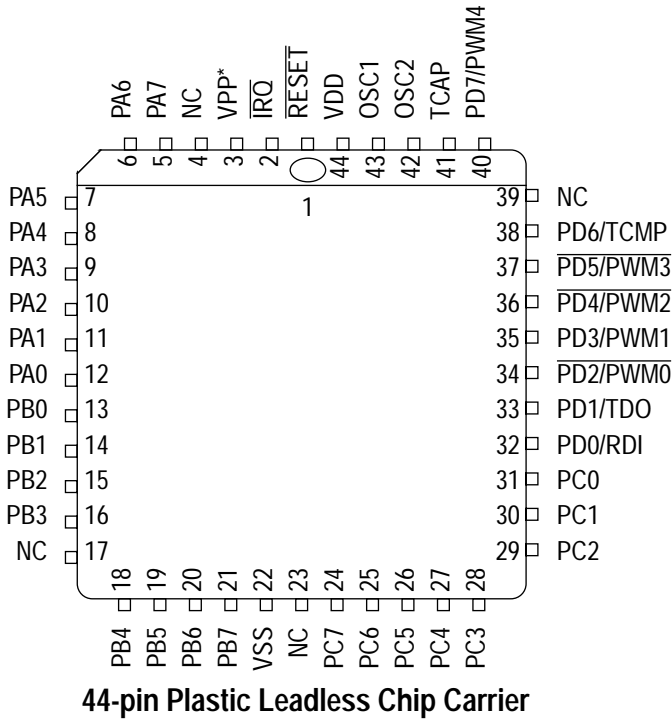 PA6
PA7
NC
VPP*
IRQ
RESET
VDD
OSC1
OSC2
TCAP
PD7/PWM4
6
5
4
3
2
44
43
42
41
40
1
PA5 7
PA4 8
PA3 9
PA2 10
PA1 11
PA0 12
PB0 13
PB1 14
PB2 15
PB3 16
NC 17
39 NC
38 PD6/TCMP
37 PD5/PWM3
36 PD4/PWM2
35 PD3/PWM1
34 PD2/PWM0
33 PD1/TDO
32 PD0/RDI
31 PC0
30 PC1
29 PC2
18
19
20
21
22
23
24
25
26
27
28
PB4
PB5
PB6
PB7
VSS
NC
PC7
PC6
PC5
PC4
PC3
44-pin Plastic Leadless Chip Carrier